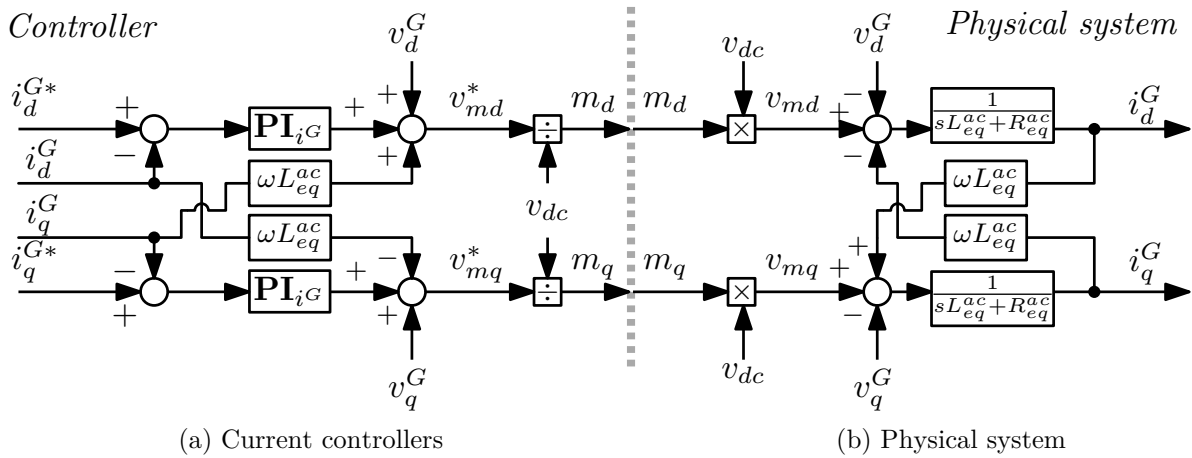 Controller
Physical system
v_d^G
v_{dc}
v_d^G
i_d^{G*}
+
+
+
v_{md}^*
m_d
m_d
v_{md}
+
−
1
sL_{eq}^{ac}+R_{eq}^{ac}
i_d^G
PI_{i^G}
÷
×
−
+
−
i_d^G
ωL_{eq}^{ac}
ωL_{eq}^{ac}
v_{dc}
i_q^G
ωL_{eq}^{ac}
ωL_{eq}^{ac}
i_q^{G*}
−
+
−
v_{mq}^*
m_q
m_q
v_{mq}
+
+
1
sL_{eq}^{ac}+R_{eq}^{ac}
i_q^G
PI_{i^G}
÷
×
+
+
−
v_q^G
v_{dc}
v_q^G
(a) Current controllers
(b) Physical system